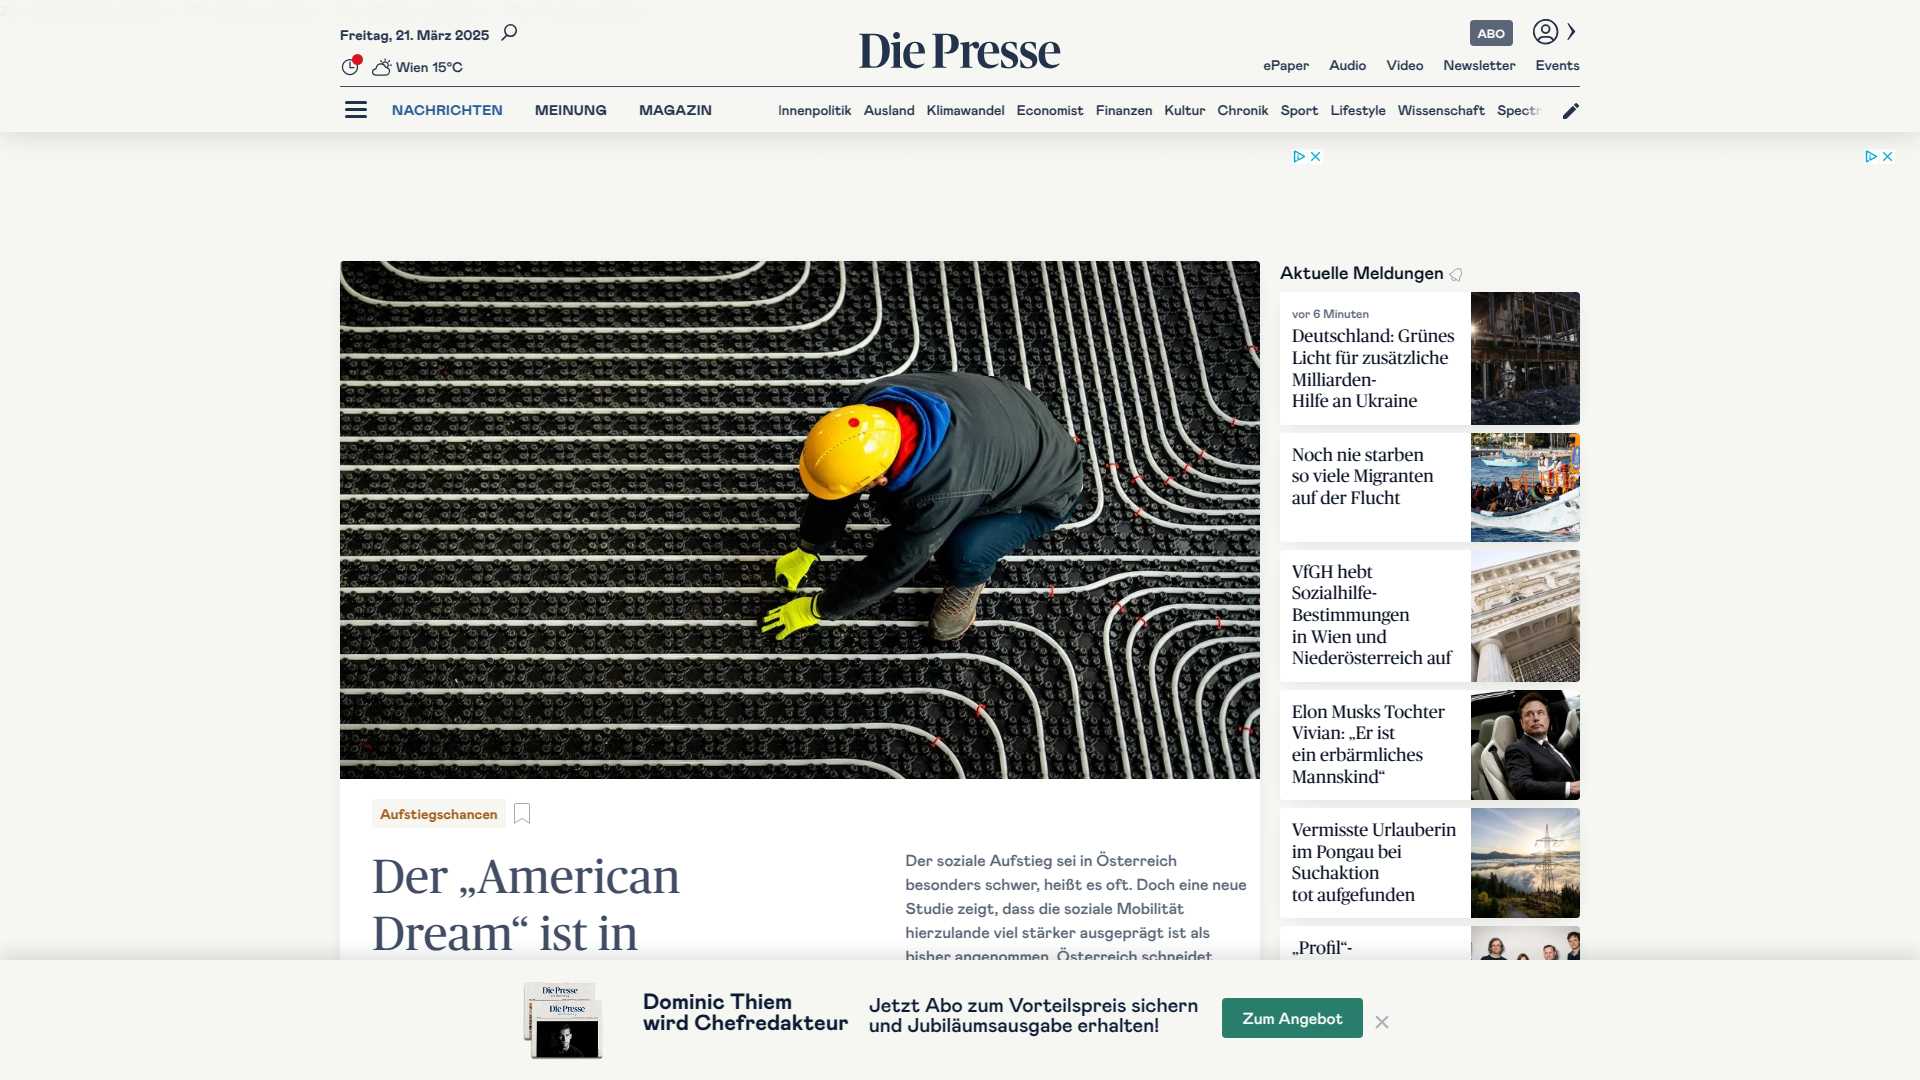 Freitag, 21. März 2025
Wien 15°C
Die Presse
ABO
ePaper Audio Video Newsletter Events
NACHRICHTEN MEINUNG MAGAZIN Innenpolitik Ausland Klimawandel Economist Finanzen Kultur Chronik Sport Lifestyle Wissenschaft
Aktuelle Meldungen
vor 6 Minuten
Deutschland: Grünes
Licht für zusätzliche
Milliarden-
Hilfe an Ukraine
Noch nie starben
so viele Migranten
auf der Flucht
VfGH hebt
Sozialhilfe-
Bestimmungen
in Wien und
Niederösterreich auf
Elon Musks Tochter
Vivian: „Er ist
ein erbärmliches
Mannskind“
Vermisste Urlauberin
im Pongau bei
Suchaktion
tot aufgefunden
„Profil“-
Aufstiegschancen
Der „American
Dream“ ist in
Der soziale Aufstieg sei in Österreich
besonders schwer, heißt es oft. Doch eine neue
Studie zeigt, dass die soziale Mobilität
hierzulande viel stärker ausgeprägt ist als
bisher angenommen. Österreich schneidet
Die Presse
Die Presse
Dominic Thiem
wird Chefredakteur
Jetzt Abo zum Vorteilspreis sichern
und Jubiläumsausgabe erhalten!
Zum Angebot